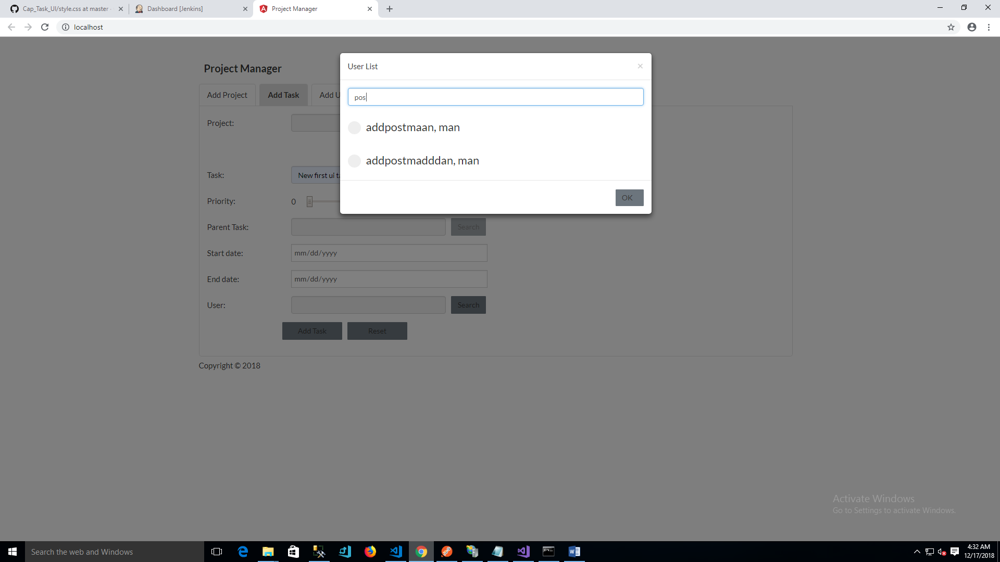 Cap_Task_UI/style.css at master
Dashboard [Jenkins]
Project Manager
localhost
Project Manager
Add Project
Add Task
Add U
Project:
Task:
New first ui t
Priority:
0
Parent Task:
Search
Start date:
mm/dd/yyyy
End date:
mm/dd/yyyy
User:
Search
Add Task
Reset
Copyright © 2018
User List
×
pos
addpostmaan, man
addpostmadddan, man
OK
Activate Windows
Go to Settings to activate Windows.
Search the web and Windows
4:32 AM
12/17/2018